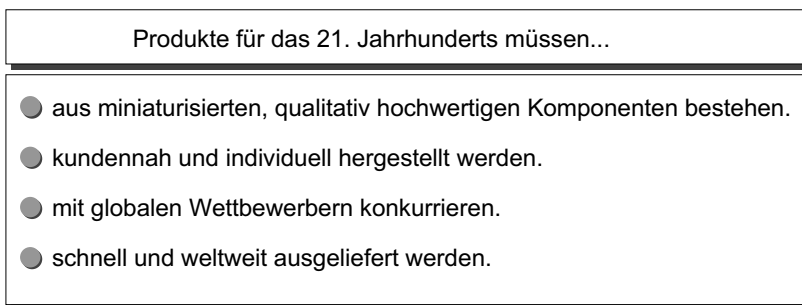 Produkte für das 21. Jahrhunderts müssen...
aus miniaturisierten, qualitativ hochwertigen Komponenten bestehen.
kundennah und individuell hergestellt werden.
mit globalen Wettbewerbern konkurrieren.
schnell und weltweit ausgeliefert werden.